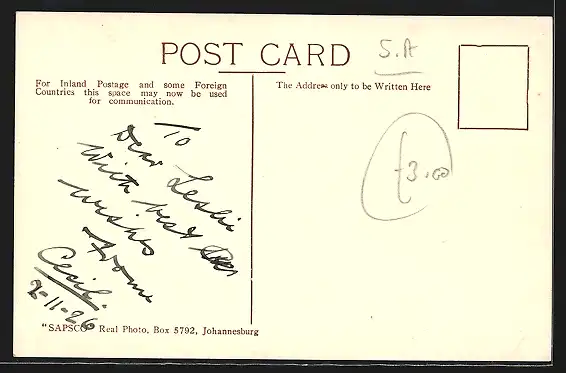 POST CARD
S.A
For Inland Postage and some Foreign
Countries this space may now be used
for communication.
The Address only to be Written Here
£3.00
To
Dear Leslie
With best
wishes
From
Cecil.
2-11-26
"SAPSCO" Real Photo, Box 5792, Johannesburg